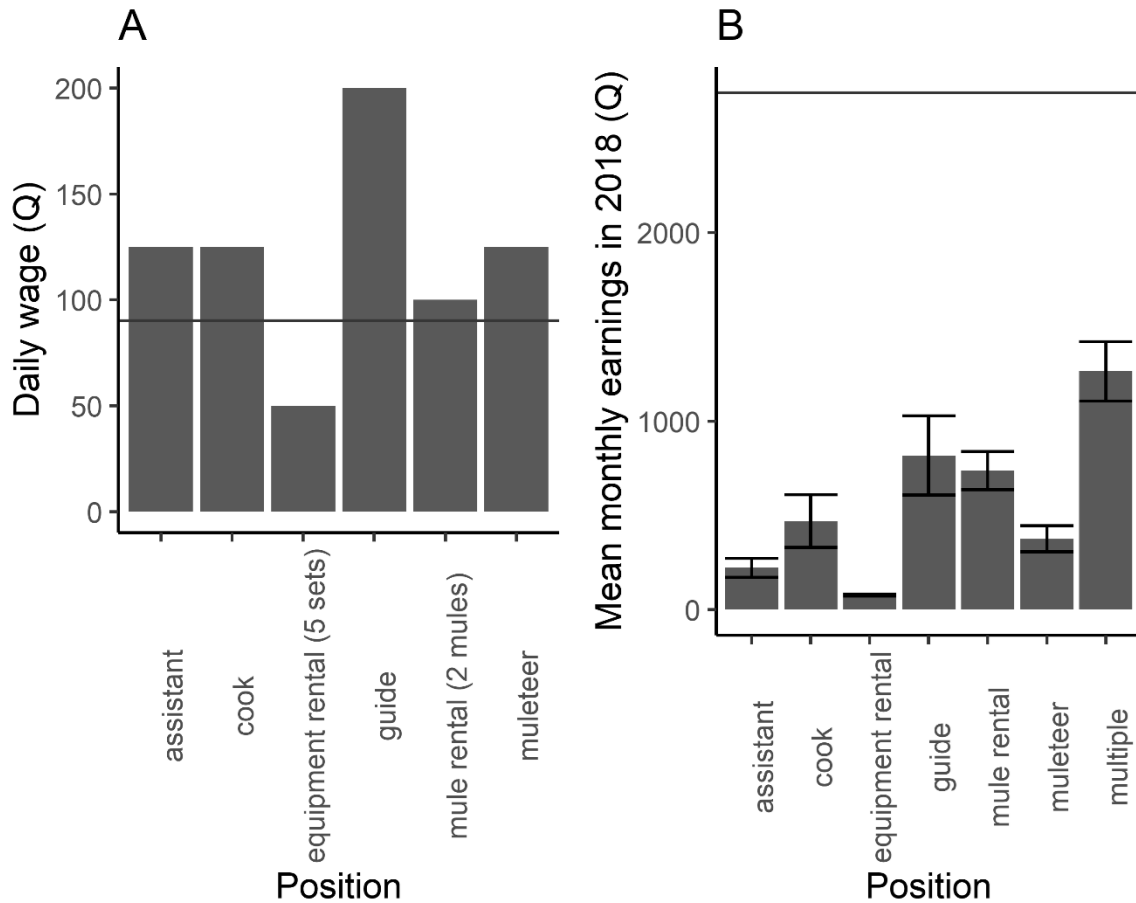 A
Daily wage (Q)
200
150
100
50
0
assistant
cook
equipment rental (5 sets)
guide
mule rental (2 mules)
muleteer
Position
B
Mean monthly earnings in 2018 (Q)
2000
1000
0
assistant
cook
equipment rental
guide
mule rental
muleteer
multiple
Position